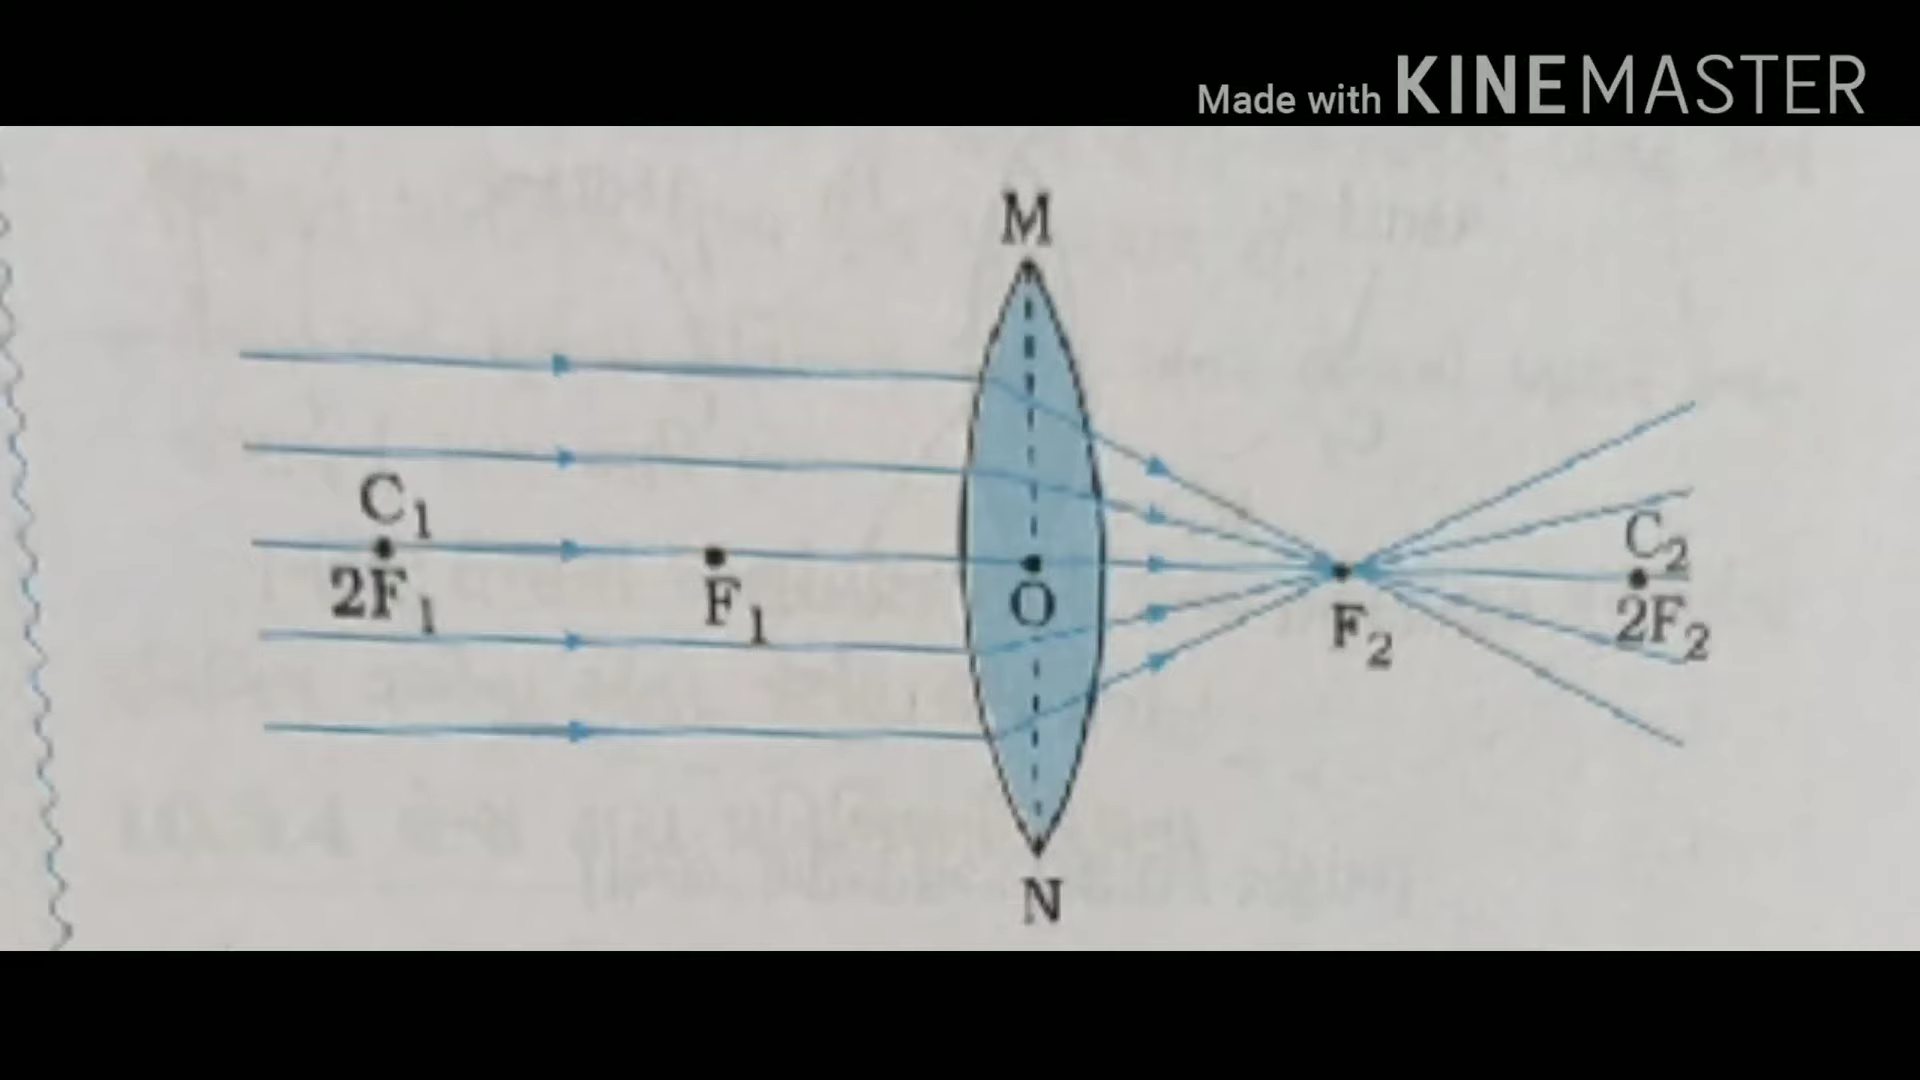 Made with KINEMASTER
M
C₁
2F₁
F₁
O
F₂
C₂
2F₂
N